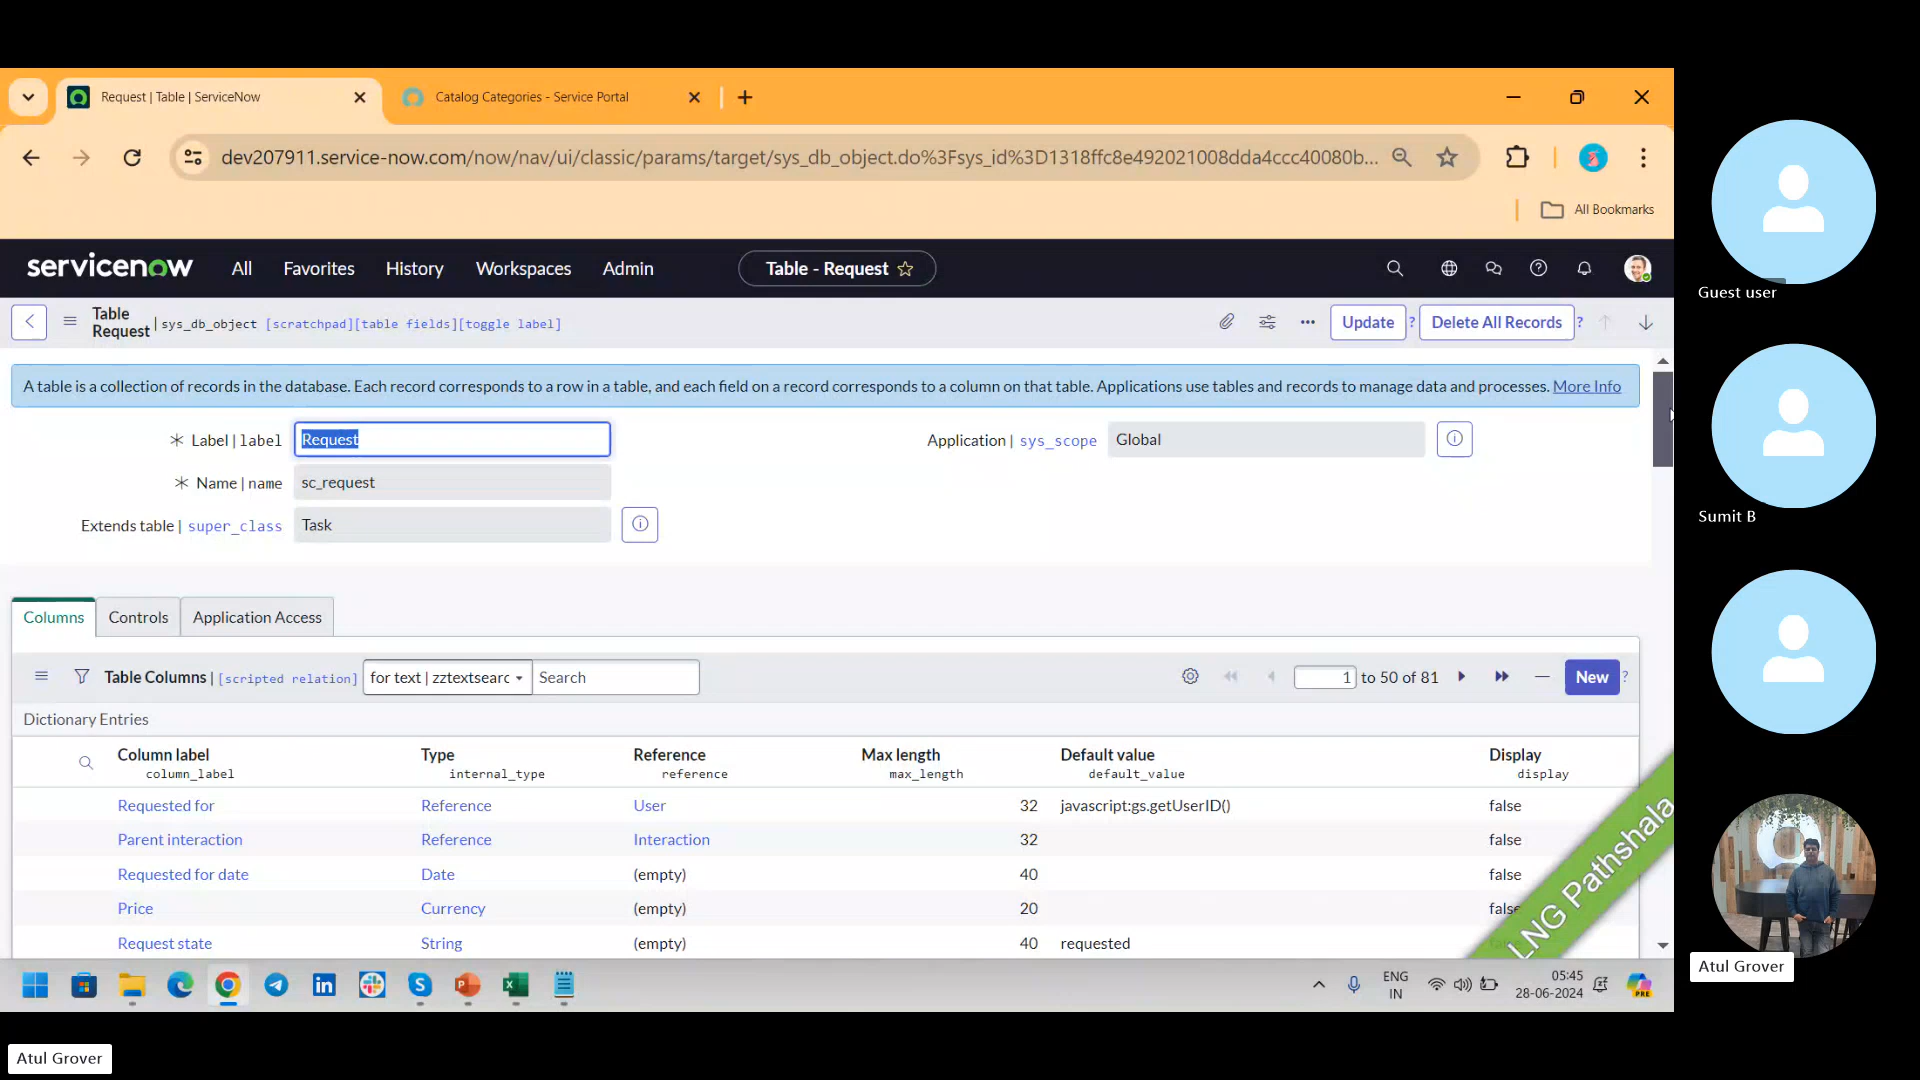 Request | Table | ServiceNow
Catalog Categories - Service Portal
dev207911.service-now.com/now/nav/ui/classic/params/target/sys_db_object.do%3Fsys_id%3D1318ffc8e492021008dda4ccc40080b...
All Bookmarks
servicenow All Favorites History Workspaces Admin Table - Request
Table
Request | sys_db_object [scratchpad][table fields][toggle label] Update ? Delete All Records ?
A table is a collection of records in the database. Each record corresponds to a row in a table, and each field on a record corresponds to a column on that table. Applications use tables and records to manage data and processes. More Info
Label | label Request Application | sys_scope Global
Name | name sc_request
Extends table | super_class Task
Columns Controls Application Access
Table Columns | [scripted relation] for text | zztextsearc Search 1 to 50 of 81 New ?
Dictionary Entries
Column label Type Reference Max length Default value Display
column_label internal_type reference max_length default_value display
Requested for Reference User 32 javascript:gs.getUserID() false
Parent interaction Reference Interaction 32 false
Requested for date Date (empty) 40 false
Price Currency (empty) 20 false
Request state String (empty) 40 requested
LNG Pathshala
ENG
IN
05:45
28-06-2024
PRE
Guest user
Sumit B
Atul Grover
Atul Grover